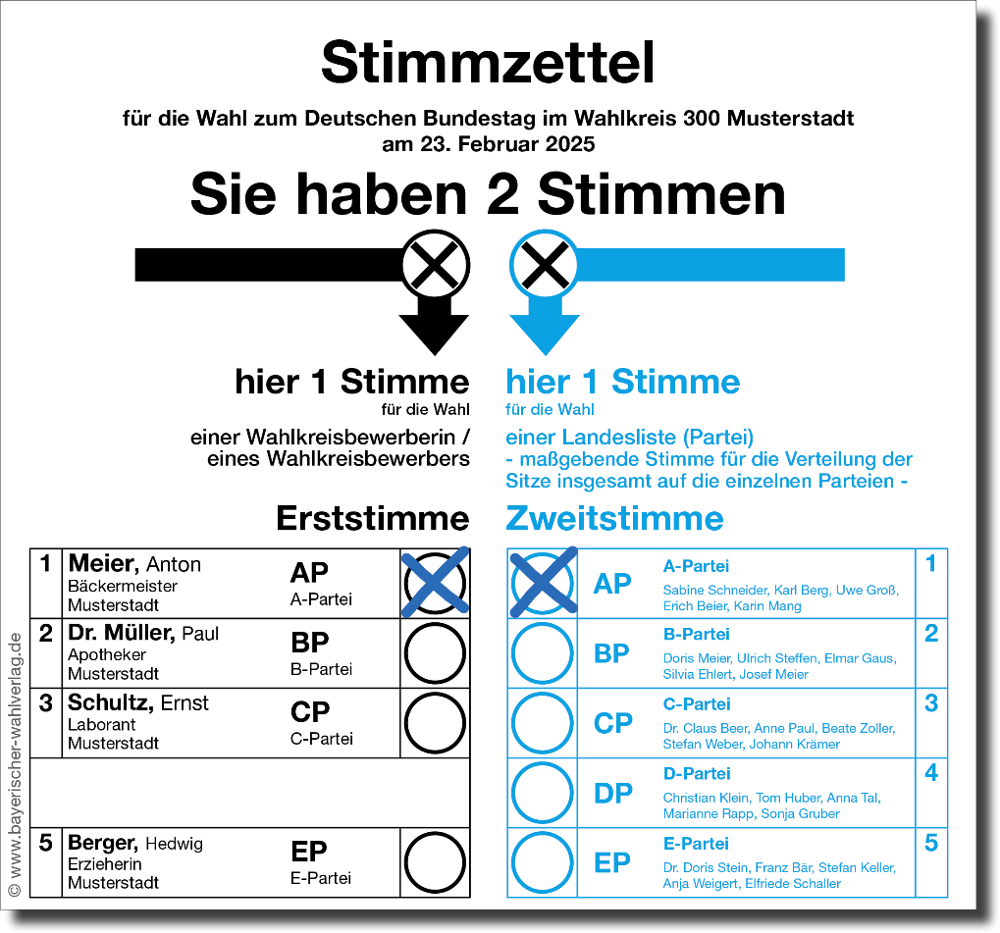 Stimmzettel
für die Wahl zum Deutschen Bundestag im Wahlkreis 300 Musterstadt
am 23. Februar 2025
Sie haben 2 Stimmen
hier 1 Stimme
für die Wahl
einer Wahlkreisbewerberin /
eines Wahlkreisbewerbers
Erststimme
hier 1 Stimme
für die Wahl
einer Landesliste (Partei)
- maßgebende Stimme für die Verteilung der
Sitze insgesamt auf die einzelnen Parteien -
Zweitstimme
1 Meier, Anton
Bäckermeister
Musterstadt
AP
A-Partei
2 Dr. Müller, Paul
Apotheker
Musterstadt
BP
B-Partei
3 Schultz, Ernst
Laborant
Musterstadt
CP
C-Partei
5 Berger, Hedwig
Erzieherin
Musterstadt
EP
E-Partei
AP
A-Partei 1
Sabine Schneider, Karl Berg, Uwe Groß,
Erich Beier, Karin Mang
BP
B-Partei 2
Doris Meier, Ulrich Steffen, Elmar Gaus,
Silvia Ehlert, Josef Meier
CP
C-Partei 3
Dr. Claus Beer, Anne Paul, Beate Zoller,
Stefan Weber, Johann Krämer
DP
D-Partei 4
Christian Klein, Tom Huber, Anna Tal,
Marianne Rapp, Sonja Gruber
EP
E-Partei 5
Dr. Doris Stein, Franz Bär, Stefan Keller,
Anja Weigert, Elfriede Schaller
© www.bayerischer-wahlverlag.de